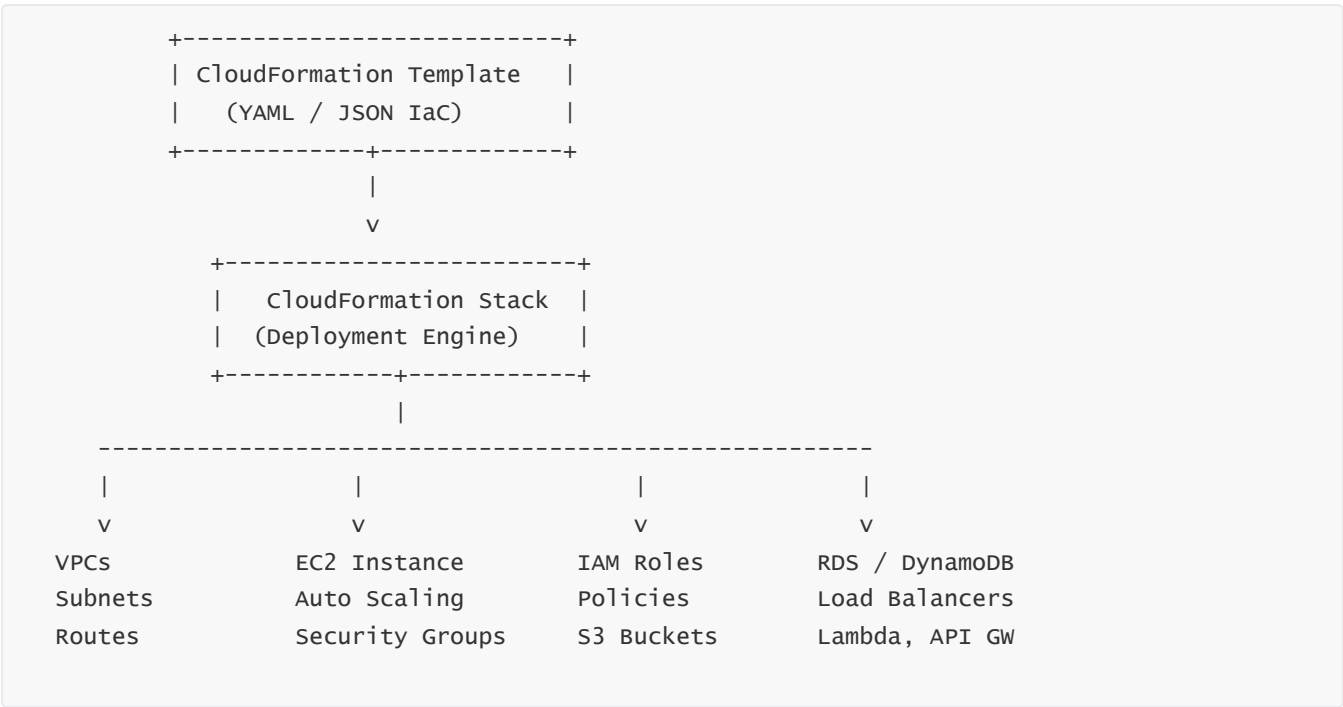 +---------------------------+
| CloudFormation Template   |
|   (YAML / JSON IaC)       |
+-------------+-------------+
              |
              v
   +-------------------------+
   |   CloudFormation Stack  |
   |  (Deployment Engine)    |
   +------------+------------+
                |
-------------------------------------------------------
|                 |                   |               |
v                 v                   v               v
VPCs             EC2 Instance        IAM Roles        RDS / DynamoDB
Subnets          Auto Scaling        Policies         Load Balancers
Routes           Security Groups     S3 Buckets       Lambda, API GW